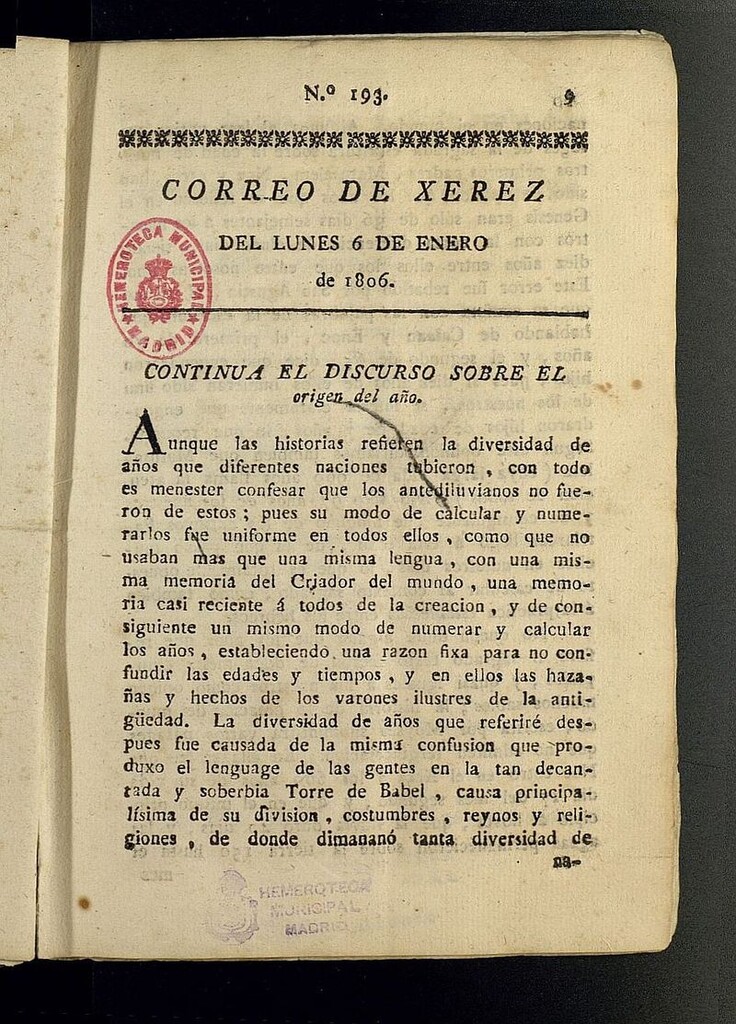 N.º 193. 9
CORREO DE XEREZ
DEL LUNES 6 DE ENERO
de 1806.
HEMEROTECA MUNICIPAL
★ MADRID ★
CONTINUA EL DISCURSO SOBRE EL
origen del año.
Aunque las historias refieren la diversidad de
años que diferentes naciones tubieron, con todo
es menester confesar que los antediluvianos no fue-
ron de estos; pues su modo de calcular y nume-
rarlos fue uniforme en todos ellos, como que no
usaban mas que una misma lengua, con una mis-
ma memoria del Criador del mundo, una memo-
ria casi reciente á todos de la creacion, y de con-
siguiente un mismo modo de numerar y calcular
los años, estableciendo una razon fixa para no con-
fundir las edades y tiempos, y en ellos las haza-
ñas y hechos de los varones ilustres de la anti-
güedad. La diversidad de años que referiré des-
pues fue causada de la misma confusion que pro-
duxo el lenguage de las gentes en la tan decan-
tada y soberbia Torre de Babel, causa principa-
lísima de su division, costumbres, reynos y reli-
giones, de donde dimananó tanta diversidad de
na-
HEMEROTECA
MUNICIPAL
MADRID